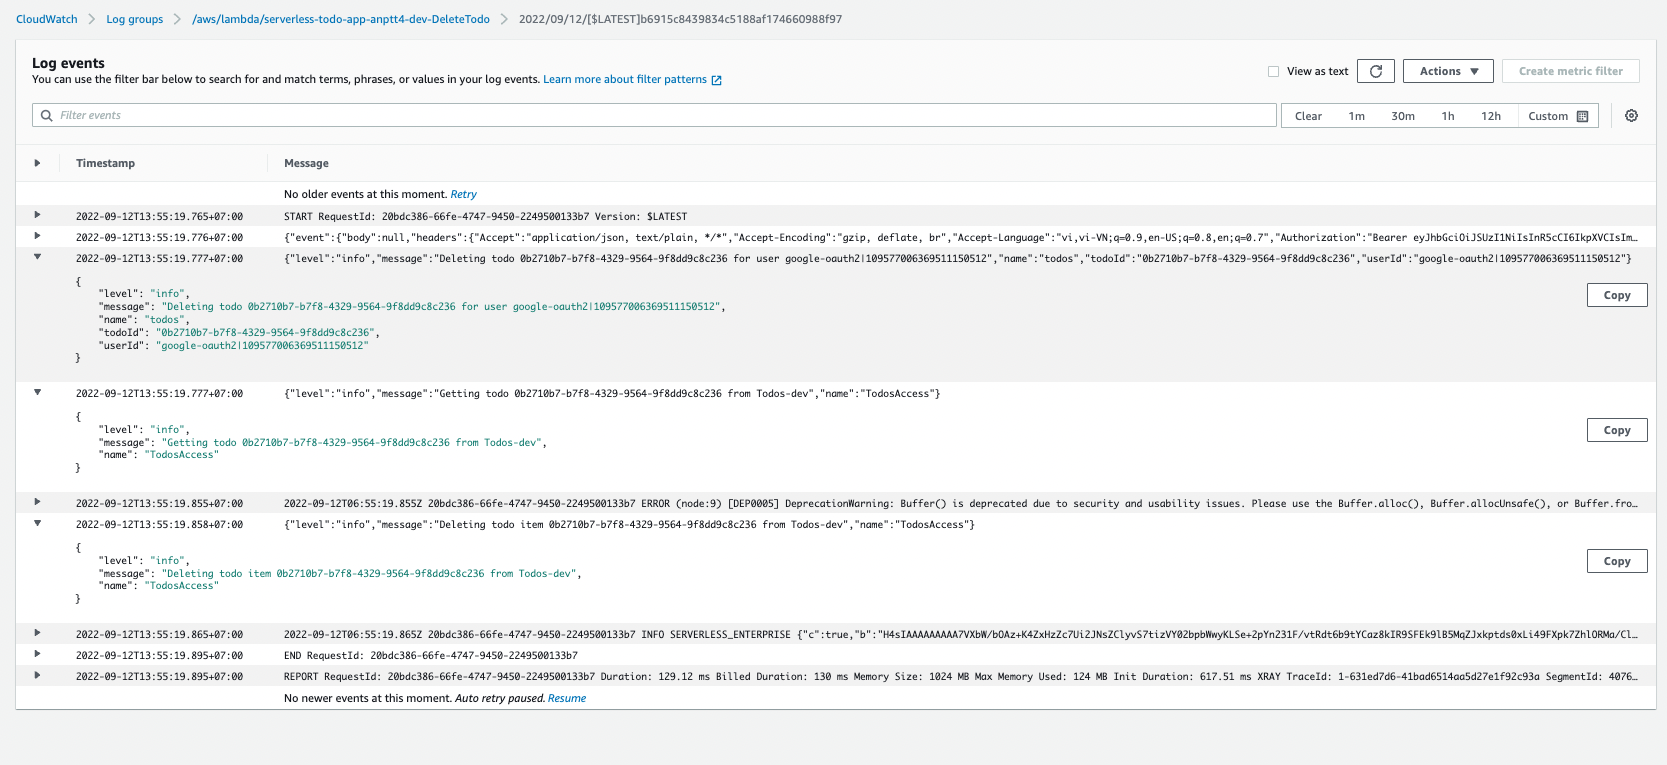 CloudWatch > Log groups > /aws/lambda/serverless-todo-app-anptt4-dev-DeleteTodo > 2022/09/12/[$LATEST]b6915c8439834c5188af174660988f97
Log events
You can use the filter bar below to search for and match terms, phrases, or values in your log events. Learn more about filter patterns
View as text
Actions
Create metric filter
Filter events
Clear 1m 30m 1h 12h Custom
Timestamp Message
No older events at this moment. Retry
2022-09-12T13:55:19.765+07:00 START RequestId: 20bdc386-66fe-4747-9450-2249500133b7 Version: $LATEST
2022-09-12T13:55:19.776+07:00 {"event":{"body":null,"headers":{"Accept":"application/json, text/plain, */*","Accept-Encoding":"gzip, deflate, br","Accept-Language":"vi,vi-VN;q=0.9,en-US;q=0.8,en;q=0.7","Authorization":"Bearer eyJhbGciOiJSUzI1NiIsInR5cCI6IkpXVCIsIm…
2022-09-12T13:55:19.777+07:00 {"level":"info","message":"Deleting todo 0b2710b7-b7f8-4329-9564-9f8dd9c8c236 for user google-oauth2|109577006369511150512","name":"todos","todoId":"0b2710b7-b7f8-4329-9564-9f8dd9c8c236","userId":"google-oauth2|109577006369511150512"}
{
"level": "info",
"message": "Deleting todo 0b2710b7-b7f8-4329-9564-9f8dd9c8c236 for user google-oauth2|109577006369511150512",
"name": "todos",
"todoId": "0b2710b7-b7f8-4329-9564-9f8dd9c8c236",
"userId": "google-oauth2|109577006369511150512"
}
Copy
2022-09-12T13:55:19.777+07:00 {"level":"info","message":"Getting todo 0b2710b7-b7f8-4329-9564-9f8dd9c8c236 from Todos-dev","name":"TodosAccess"}
{
"level": "info",
"message": "Getting todo 0b2710b7-b7f8-4329-9564-9f8dd9c8c236 from Todos-dev",
"name": "TodosAccess"
}
Copy
2022-09-12T13:55:19.855+07:00 2022-09-12T06:55:19.855Z 20bdc386-66fe-4747-9450-2249500133b7 ERROR (node:9) [DEP0005] DeprecationWarning: Buffer() is deprecated due to security and usability issues. Please use the Buffer.alloc(), Buffer.allocUnsafe(), or Buffer.fro…
2022-09-12T13:55:19.858+07:00 {"level":"info","message":"Deleting todo item 0b2710b7-b7f8-4329-9564-9f8dd9c8c236 from Todos-dev","name":"TodosAccess"}
{
"level": "info",
"message": "Deleting todo item 0b2710b7-b7f8-4329-9564-9f8dd9c8c236 from Todos-dev",
"name": "TodosAccess"
}
Copy
2022-09-12T13:55:19.865+07:00 2022-09-12T06:55:19.865Z 20bdc386-66fe-4747-9450-2249500133b7 INFO SERVERLESS_ENTERPRISE {"c":true,"b":"H4sIAAAAAAAAA7VXbW/bOAz+K4ZxHzZc7Ui2JNsZClyvS7tizVY02bpbWwyKLSe+2pYn231F/vtRdt6b9tYCaz8kIR9SFEk9lB5MqZJxkptds0xLi49FXpk7ZhlORMa/Cl…
2022-09-12T13:55:19.895+07:00 END RequestId: 20bdc386-66fe-4747-9450-2249500133b7
2022-09-12T13:55:19.895+07:00 REPORT RequestId: 20bdc386-66fe-4747-9450-2249500133b7 Duration: 129.12 ms Billed Duration: 130 ms Memory Size: 1024 MB Max Memory Used: 124 MB Init Duration: 617.51 ms XRAY TraceId: 1-631ed7d6-41bad6514aa5d27e1f92c93a SegmentId: 4076…
No newer events at this moment. Auto retry paused. Resume